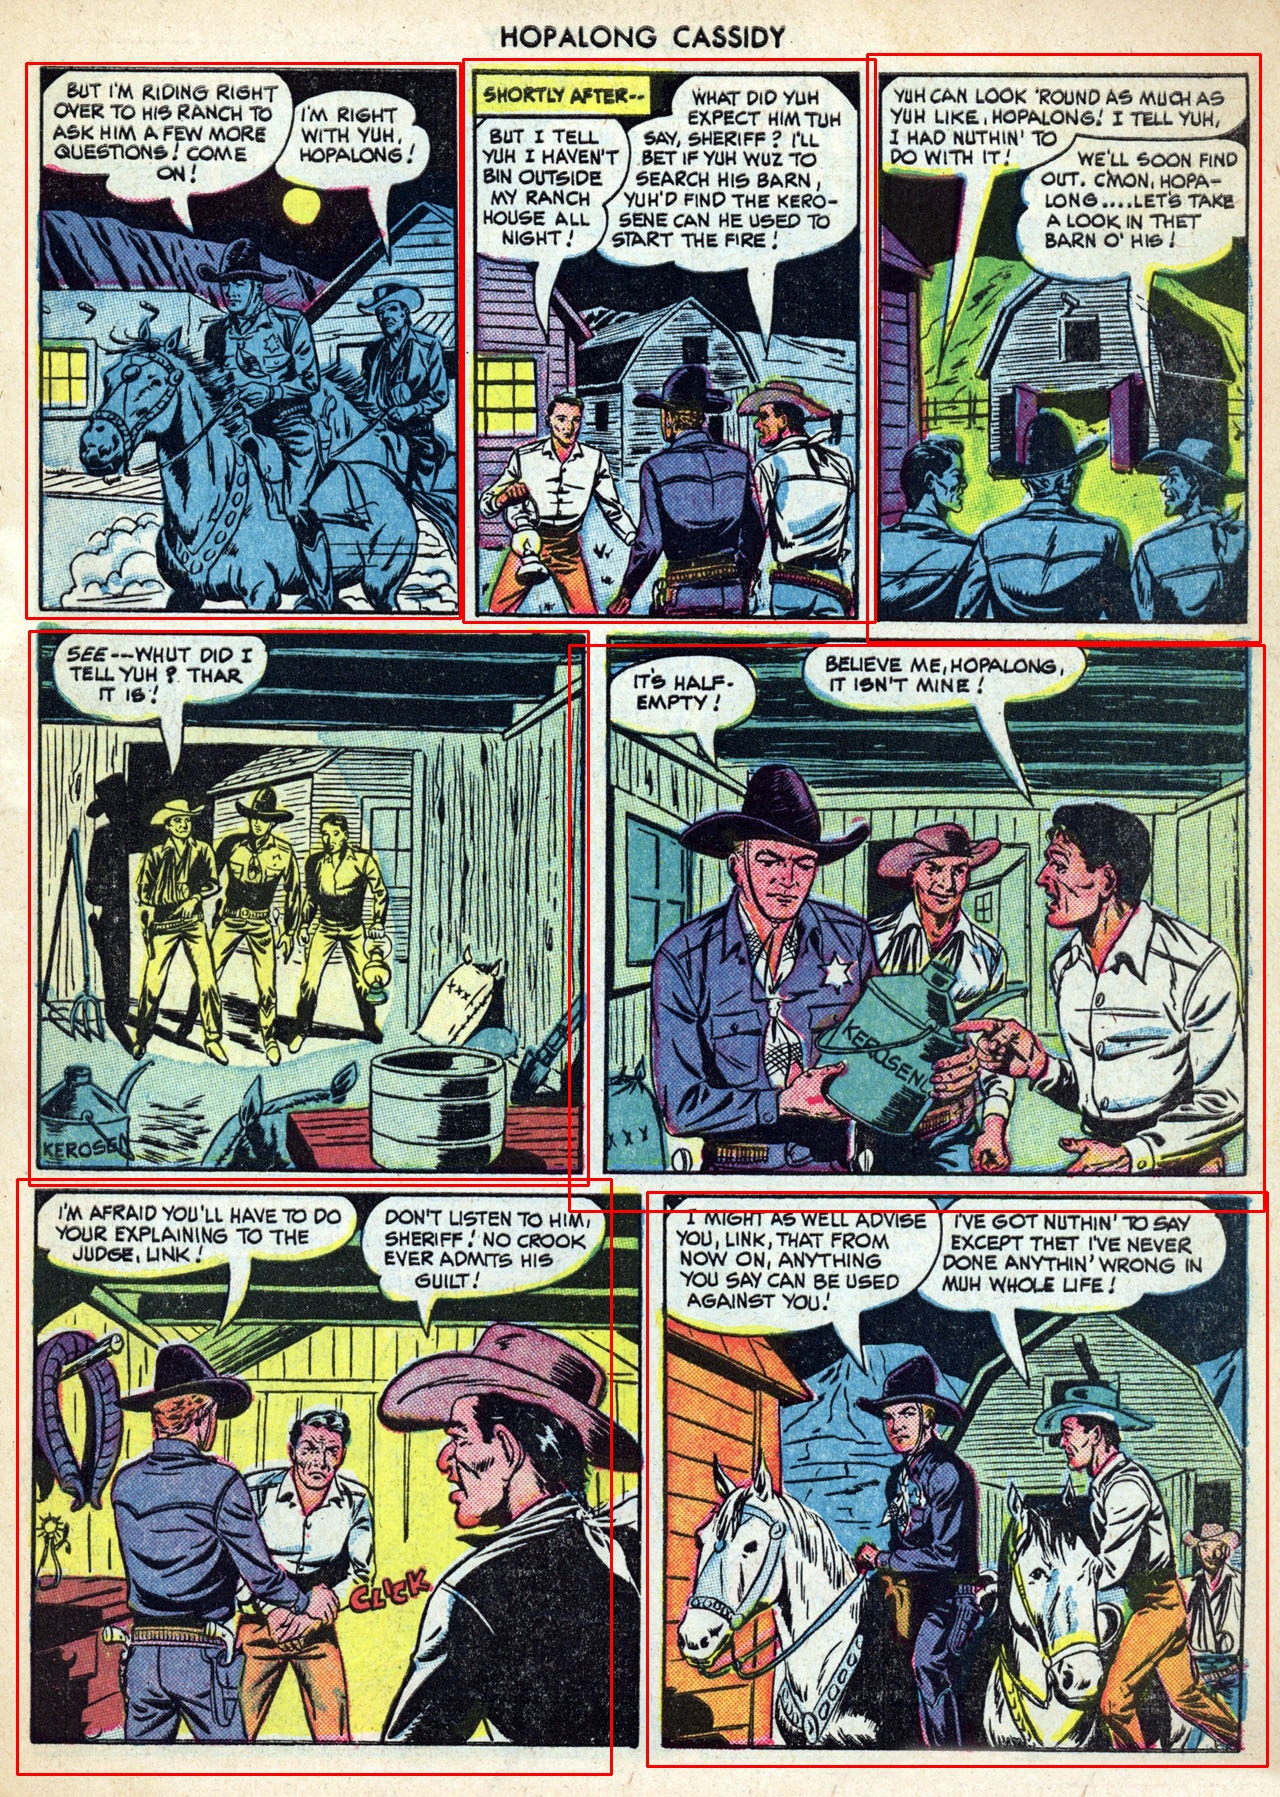 HOPALONG CASSIDY
BUT I'M RIDING RIGHT
OVER TO HIS RANCH TO
ASK HIM A FEW MORE
QUESTIONS! COME
ON!
I'M RIGHT
WITH YUH,
HOPALONG!
SHORTLY AFTER--
BUT I TELL
YUH I HAVEN'T
BIN OUTSIDE
MY RANCH
HOUSE ALL
NIGHT!
WHAT DID YUH
EXPECT HIM TUH
SAY, SHERIFF? I'LL
BET IF YUH WUZ TO
SEARCH HIS BARN,
YUH'D FIND THE KERO-
SENE CAN HE USED TO
START THE FIRE!
YUH CAN LOOK 'ROUND AS MUCH AS
YUH LIKE, HOPALONG! I TELL YUH,
I HAD NUTHIN' TO
DO WITH IT!
WE'LL SOON FIND
OUT. C'MON, HOPA-
LONG....LET'S TAKE
A LOOK IN THET
BARN O' HIS!
SEE--WHUT DID I
TELL YUH? THAR
IT IS!
XXX
KEROSEN
IT'S HALF-
EMPTY!
BELIEVE ME, HOPALONG,
IT ISN'T MINE!
KEROSENE
XXY
I'M AFRAID YOU'LL HAVE TO DO
YOUR EXPLAINING TO THE
JUDGE, LINK!
DON'T LISTEN TO HIM,
SHERIFF! NO CROOK
EVER ADMITS HIS
GUILT!
CLICK
I MIGHT AS WELL ADVISE
YOU, LINK, THAT FROM
NOW ON, ANYTHING
YOU SAY CAN BE USED
AGAINST YOU!
I'VE GOT NUTHIN' TO SAY
EXCEPT THET I'VE NEVER
DONE ANYTHIN' WRONG IN
MUH WHOLE LIFE!